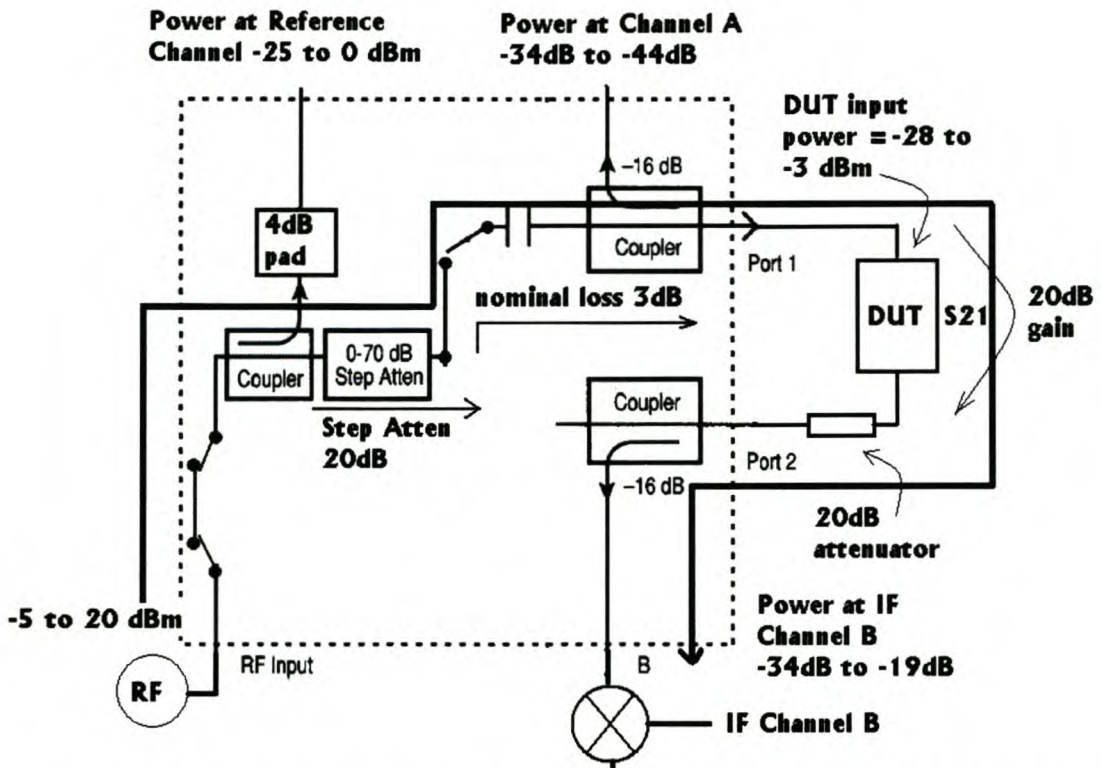 Power at Reference
Channel -25 to 0 dBm
Power at Channel A
-34dB to -44dB
DUT input
power = -28 to
-3 dBm
–16 dB
4dB
pad
Coupler
Port 1
nominal loss 3dB
DUT
S21
20dB
gain
Coupler
0-70 dB
Step Atten
Step Atten
20dB
Coupler
Port 2
–16 dB
20dB
attenuator
-5 to 20 dBm
Power at IF
Channel B
-34dB to -19dB
RF Input
B
RF
IF Channel B